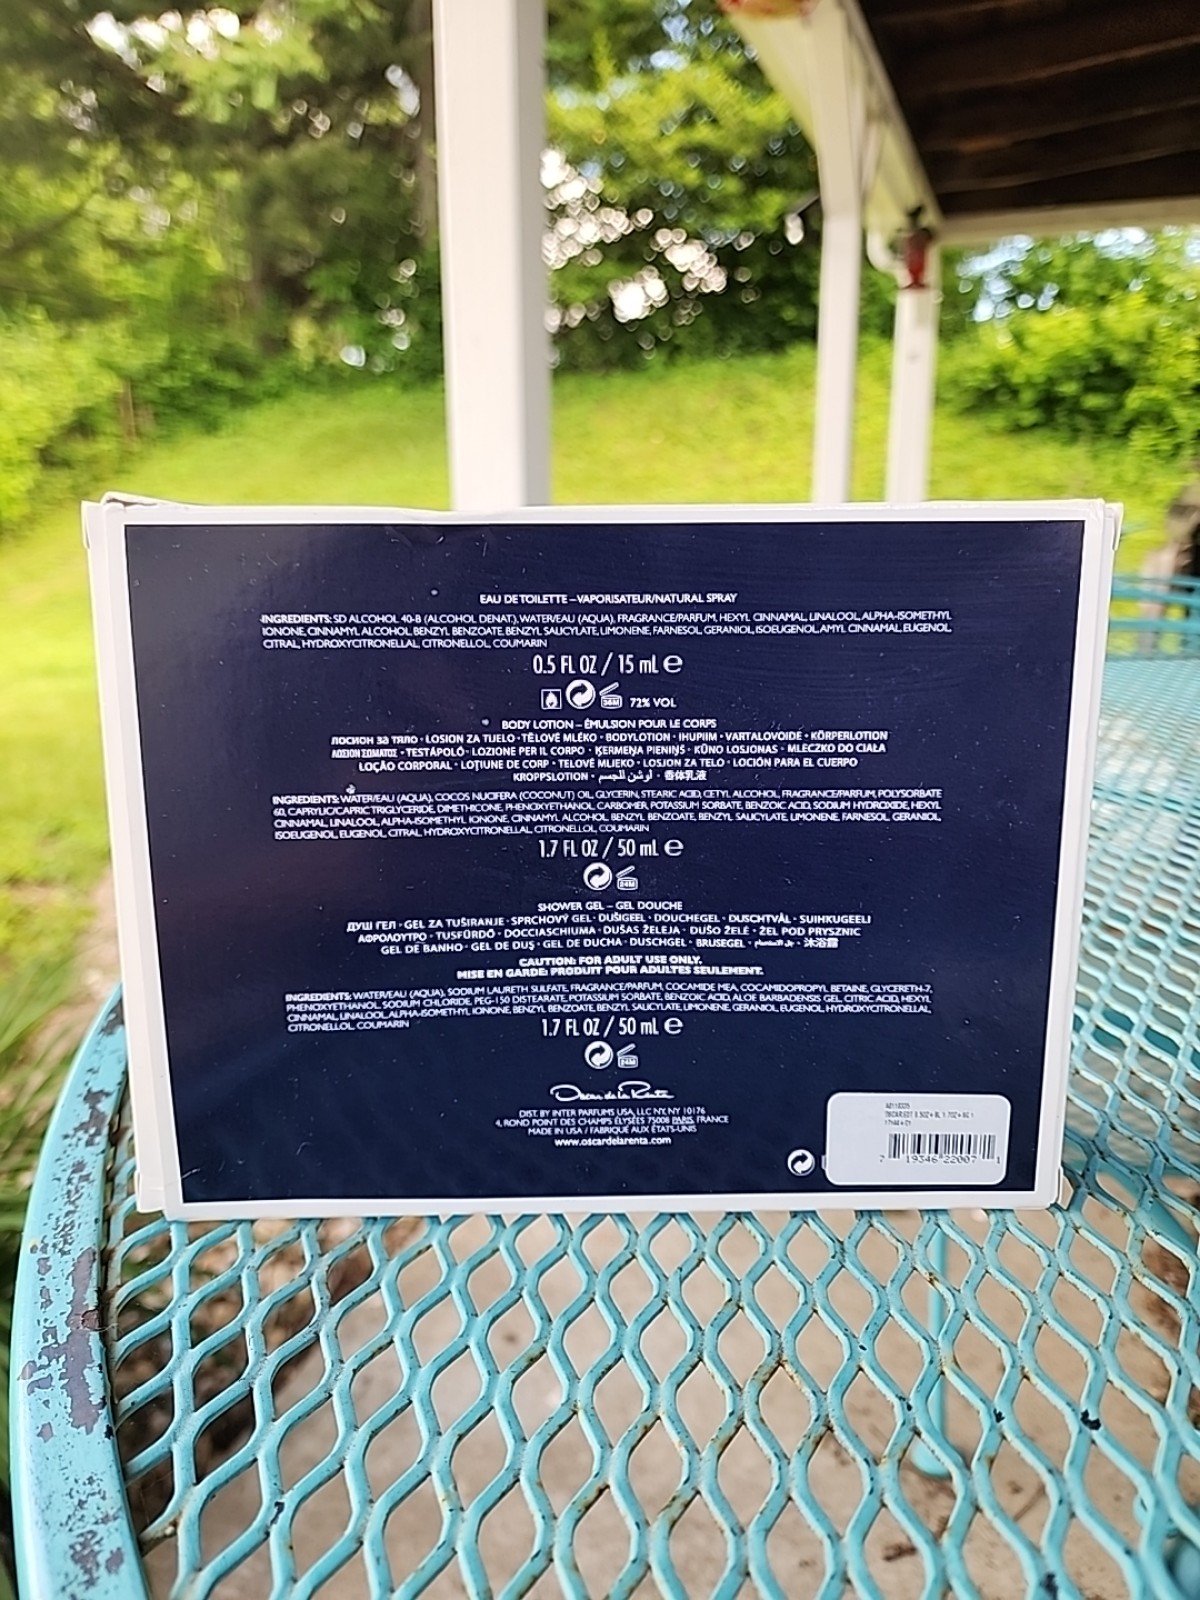 EAU DE TOILETTE – VAPORISATEUR/NATURAL SPRAY
INGREDIENTS: SD ALCOHOL 40-B (ALCOHOL DENAT.), WATER/EAU (AQUA), FRAGRANCE/PARFUM, HEXYL CINNAMAL, LINALOOL, ALPHA-ISOMETHYL
IONONE, CINNAMYL ALCOHOL, BENZYL BENZOATE, BENZYL SALICYLATE, LIMONENE, FARNESOL, GERANIOL, ISOEUGENOL, AMYL CINNAMAL, EUGENOL,
CITRAL, HYDROXYCITRONELLAL, CITRONELLOL, COUMARIN
0.5 FL OZ / 15 mL ℮
36M 72% VOL
BODY LOTION – ÉMULSION POUR LE CORPS
ЛОСИОН ЗА ТЯЛО • LOSION ZA TIJELO • TĚLOVÉ MLÉKO • BODYLOTION • IHUPIIM • VARTALOVOIDE • KÖRPERLOTION
ΛΟΣΙΟΝ ΣΩΜΑΤΟΣ • TESTÁPOLÓ • LOZIONE PER IL CORPO • ĶERMEŅA PIENIŅŠ • KŪNO LOSJONAS • MLECZKO DO CIAŁA
LOÇÃO CORPORAL • LOȚIUNE DE CORP • TELOVÉ MLIEKO • LOSJON ZA TELO • LOCIÓN PARA EL CUERPO
KROPPSLOTION • لوشن للجسم • 香体乳液
INGREDIENTS: WATER/EAU (AQUA), COCOS NUCIFERA (COCONUT) OIL, GLYCERIN, STEARIC ACID, CETYL ALCOHOL, FRAGRANCE/PARFUM, POLYSORBATE
60, CAPRYLIC/CAPRIC TRIGLYCERIDE, DIMETHICONE, PHENOXYETHANOL, CARBOMER, POTASSIUM SORBATE, BENZOIC ACID, SODIUM HYDROXIDE, HEXYL
CINNAMAL, LINALOOL, ALPHA-ISOMETHYL IONONE, CINNAMYL ALCOHOL, BENZYL BENZOATE, BENZYL SALICYLATE, LIMONENE, FARNESOL, GERANIOL,
ISOEUGENOL, EUGENOL, CITRAL, HYDROXYCITRONELLOL, CITRONELLOL, COUMARIN
1.7 FL OZ / 50 mL ℮
24M
SHOWER GEL – GEL DOUCHE
ДУШ ГЕЛ • GEL ZA TUŠIRANJE • SPRCHOVÝ GEL • DUŠIGEEL • DOUCHEGEL • DUSCHTVÅL • SUIHKUGEELI
ΑΦΡΟΛΟΥΤΡΟ • TUSFÜRDŐ • DOCCIASCHIUMA • DUŠAS ŽELEJA • DUŠO ŽELĖ • ŻEL POD PRYSZNIC
GEL DE BANHO • GEL DE DUŞ • GEL DE DUCHA • DUSCHGEL • BRUSEGEL • جل الاستحمام • 沐浴露
CAUTION: FOR ADULT USE ONLY.
MISE EN GARDE: PRODUIT POUR ADULTES SEULEMENT.
INGREDIENTS: WATER/EAU (AQUA), SODIUM LAURETH SULFATE, FRAGRANCE/PARFUM, COCAMIDE MEA, COCAMIDOPROPYL BETAINE, GLYCERETH-7,
PHENOXYETHANOL, SODIUM CHLORIDE, PEG-150 DISTEARATE, POTASSIUM SORBATE, BENZOIC ACID, ALOE BARBADENSIS GEL, CITRIC ACID, HEXYL
CINNAMAL, LINALOOL, ALPHA-ISOMETHYL IONONE, BENZYL BENZOATE, BENZYL SALICYLATE, LIMONENE, GERANIOL, EUGENOL, HYDROXYCITRONELLAL,
CITRONELLOL, COUMARIN
1.7 FL OZ / 50 mL ℮
24M
Oscar de la Renta
DIST. BY INTER PARFUMS USA, LLC NY, NY 10176
4, ROND POINT DES CHAMPS ÉLYSÉES 75008 PARIS, FRANCE
MADE IN USA / FABRIQUÉ AUX ÉTATS-UNIS
www.oscardelarenta.com
7 19346 22007 1